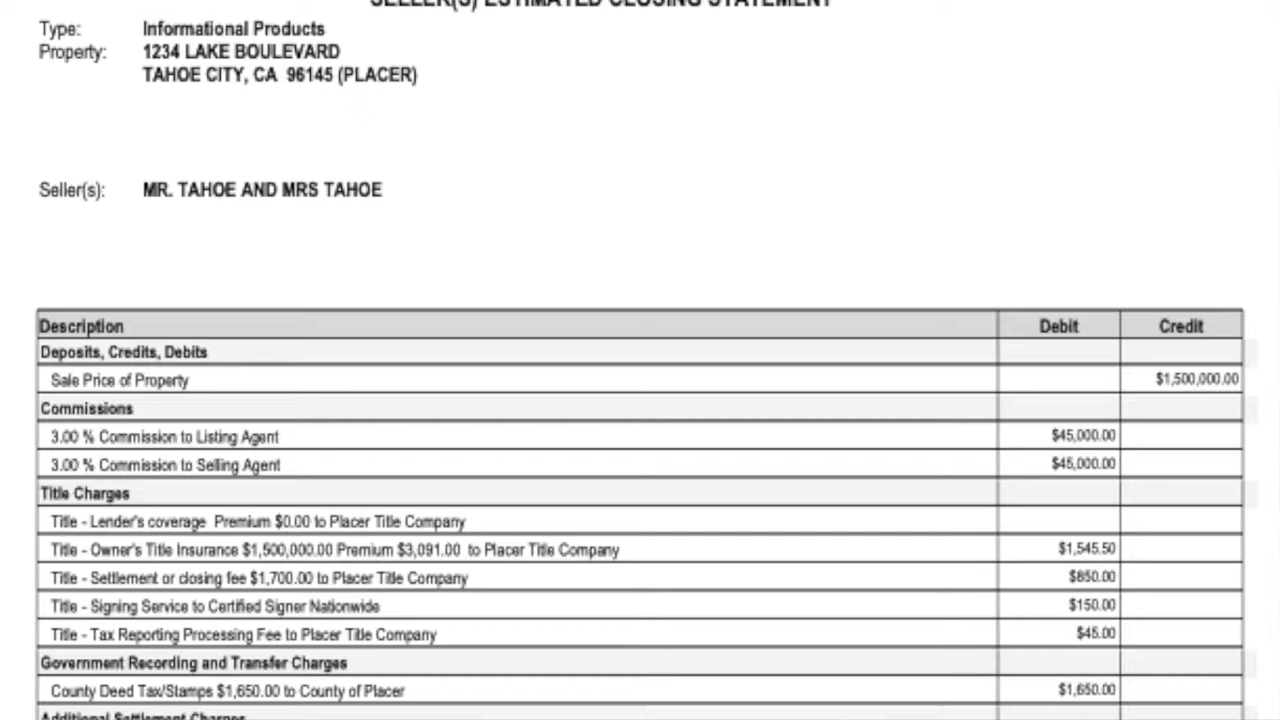 SELLER(S) ESTIMATED CLOSING STATEMENT
Type: Informational Products
Property: 1234 LAKE BOULEVARD
TAHOE CITY, CA 96145 (PLACER)
Seller(s): MR. TAHOE AND MRS TAHOE
Description Debit Credit
Deposits, Credits, Debits
Sale Price of Property $1,500,000.00
Commissions
3.00 % Commission to Listing Agent $45,000.00
3.00 % Commission to Selling Agent $45,000.00
Title Charges
Title - Lender's coverage Premium $0.00 to Placer Title Company
Title - Owner's Title Insurance $1,500,000.00 Premium $3,091.00 to Placer Title Company $1,545.50
Title - Settlement or closing fee $1,700.00 to Placer Title Company $850.00
Title - Signing Service to Certified Signer Nationwide $150.00
Title - Tax Reporting Processing Fee to Placer Title Company $45.00
Government Recording and Transfer Charges
County Deed Tax/Stamps $1,650.00 to County of Placer $1,650.00
Additional Settlement Charges